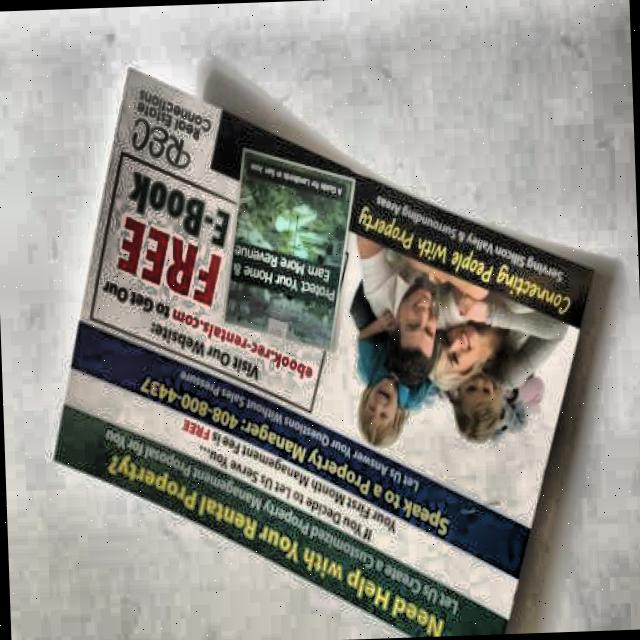 Need Help with Your Rental Property?
Let Us Create a Customized Property Management Proposal for You
If You Decide to Let Us Serve You...
Your First Month Management Fee is FREE
Speak to a Property Manager: 408-800-4437
Let Us Answer Your Questions Without Sales Pressure
Visit Our Website:
ebook.rec-rentals.com to Get Our
FREE
E-BOOK
Protect Your Home &
Earn More Revenue
A Guide for Landlords in San Jose
Connecting People With Property
Serving Silicon Valley & Surrounding Areas
Rec
Real Estate
Connections